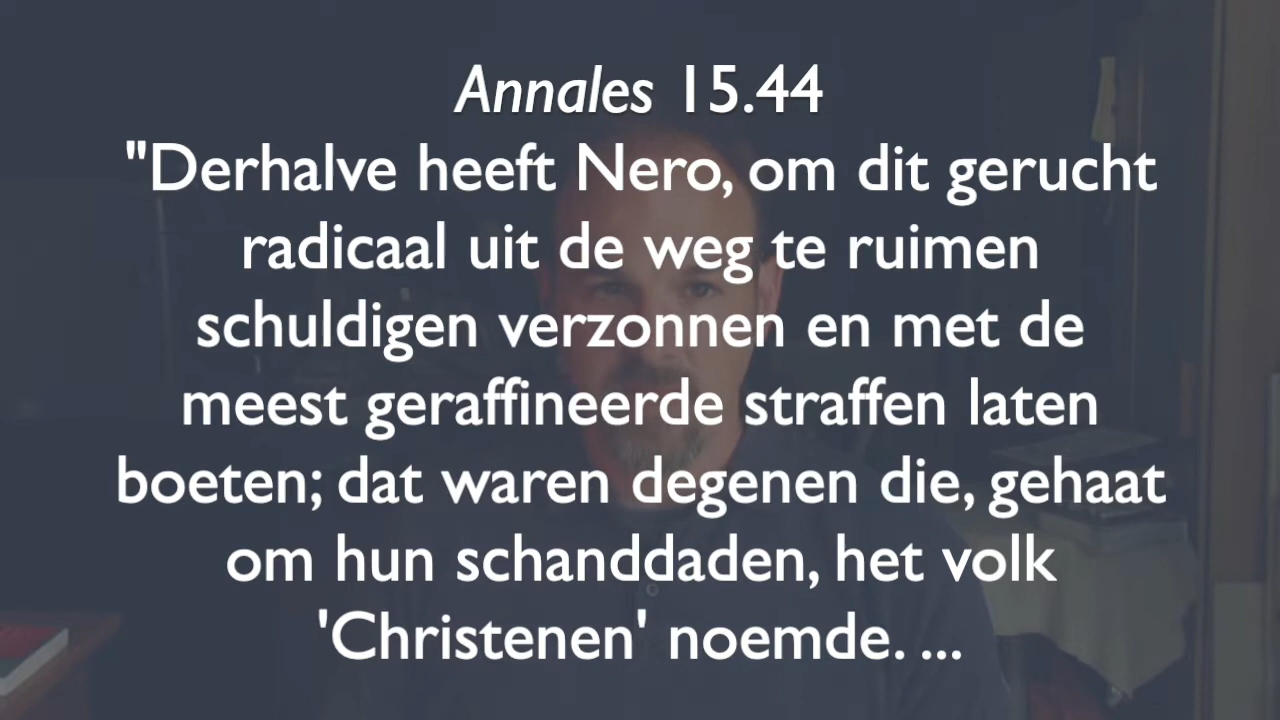 Annales 15.44
"Derhalve heeft Nero, om dit gerucht
radicaal uit de weg te ruimen
schuldigen verzonnen en met de
meest geraffineerde straffen laten
boeten; dat waren degenen die, gehaat
om hun schanddaden, het volk
'Christenen' noemde. ...